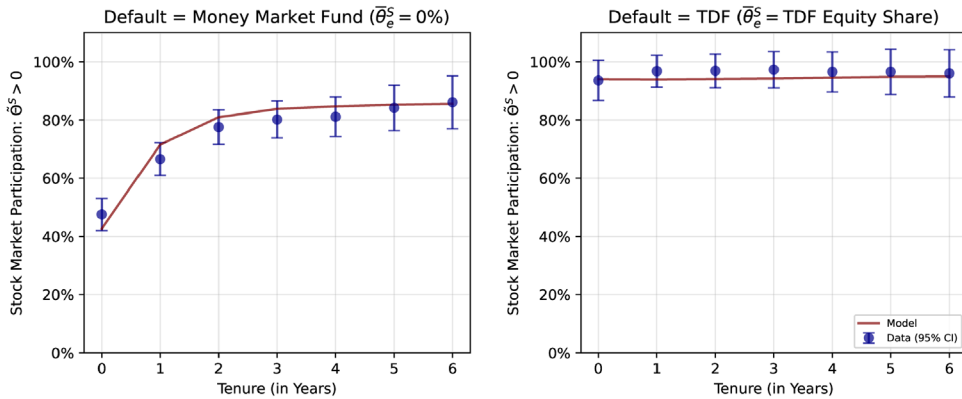 Default = Money Market Fund (θ̅ₑˢ = 0%)
Stock Market Participation: Θ̂ˢ > 0
100%
80%
60%
40%
20%
0%
0 1 2 3 4 5 6
Tenure (in Years)
Default = TDF (θ̅ₑˢ = TDF Equity Share)
Stock Market Participation: Θ̂ˢ > 0
100%
80%
60%
40%
20%
0%
0 1 2 3 4 5 6
Tenure (in Years)
Model
Data (95% CI)